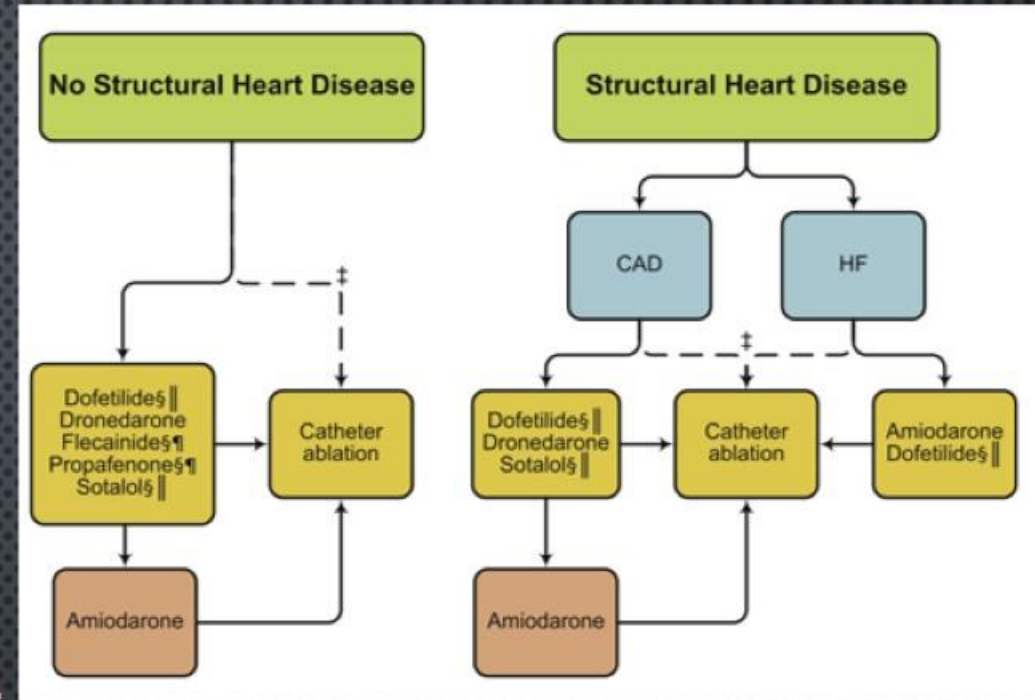 No Structural Heart Disease
‡
Dofetilide§‖
Dronedarone
Flecainide§¶
Propafenone§¶
Sotalol§‖
Catheter
ablation
Amiodarone
Structural Heart Disease
CAD
HF
‡
Dofetilide§‖
Dronedarone
Sotalol§‖
Catheter
ablation
Amiodarone
Dofetilide§‖
Amiodarone